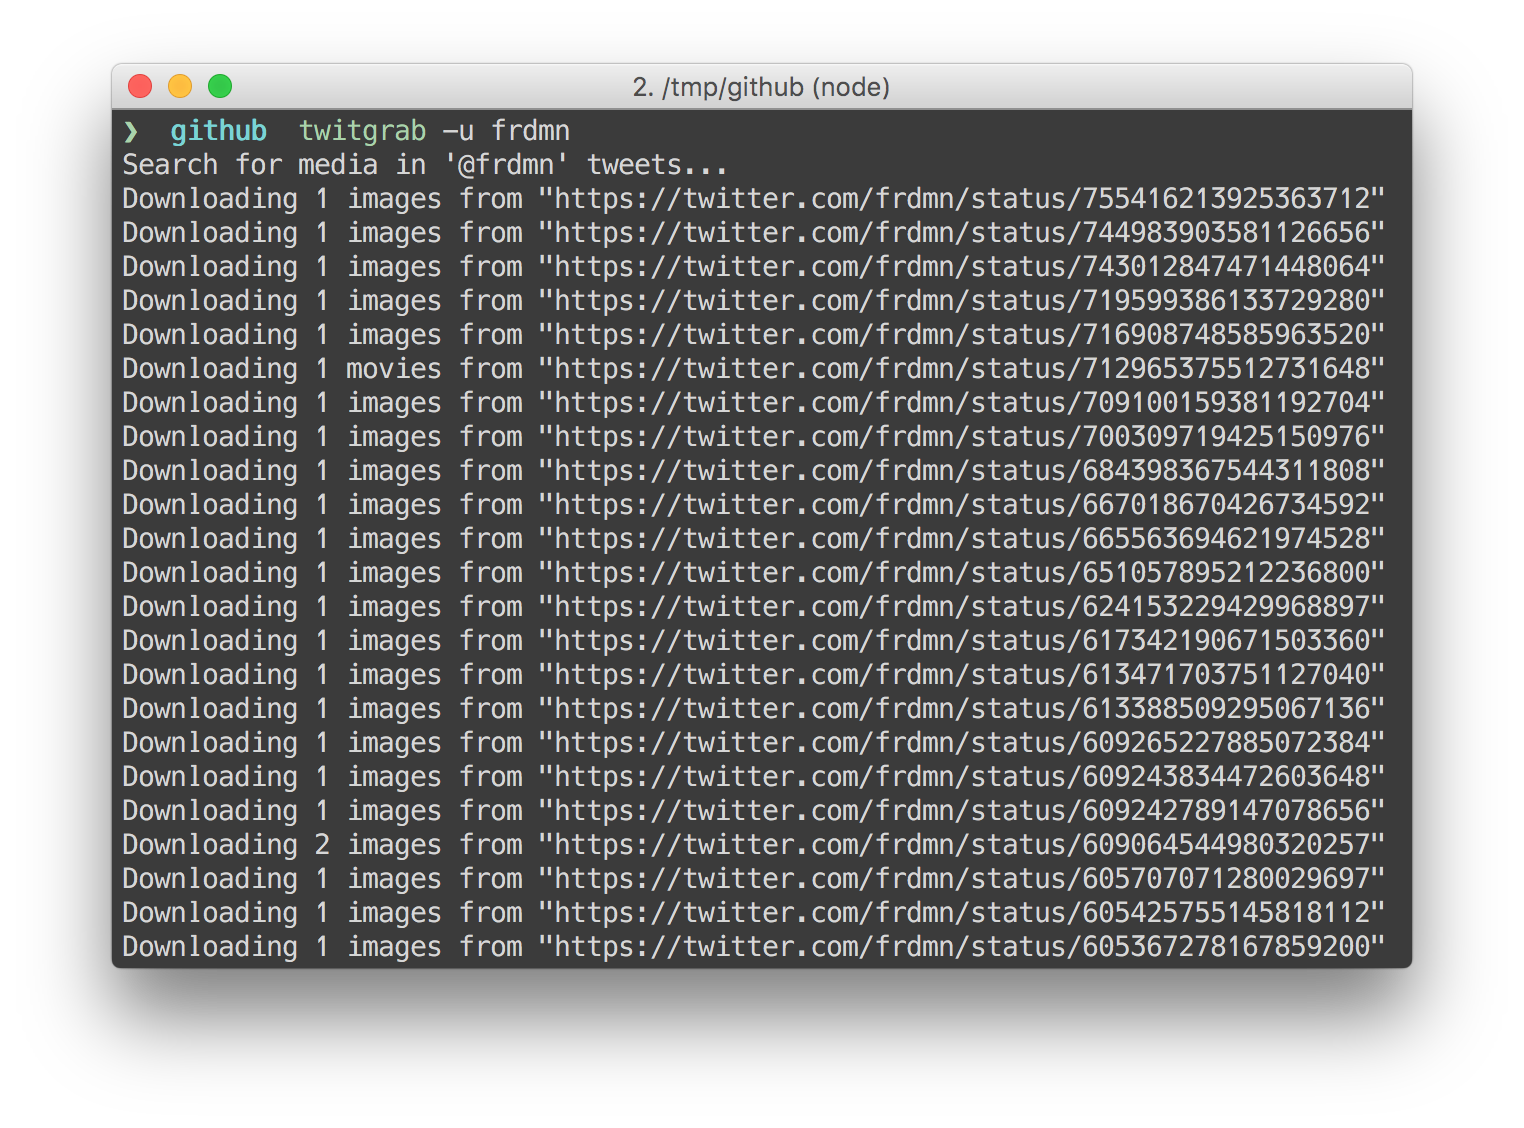 2. /tmp/github (node)
❯ github twitgrab -u frdmn
Search for media in '@frdmn' tweets...
Downloading 1 images from "https://twitter.com/frdmn/status/755416213925363712"
Downloading 1 images from "https://twitter.com/frdmn/status/744983903581126656"
Downloading 1 images from "https://twitter.com/frdmn/status/743012847471448064"
Downloading 1 images from "https://twitter.com/frdmn/status/719599386133729280"
Downloading 1 images from "https://twitter.com/frdmn/status/716908748585963520"
Downloading 1 movies from "https://twitter.com/frdmn/status/712965375512731648"
Downloading 1 images from "https://twitter.com/frdmn/status/709100159381192704"
Downloading 1 images from "https://twitter.com/frdmn/status/700309719425150976"
Downloading 1 images from "https://twitter.com/frdmn/status/684398367544311808"
Downloading 1 images from "https://twitter.com/frdmn/status/667018670426734592"
Downloading 1 images from "https://twitter.com/frdmn/status/665563694621974528"
Downloading 1 images from "https://twitter.com/frdmn/status/651057895212236800"
Downloading 1 images from "https://twitter.com/frdmn/status/624153229429968897"
Downloading 1 images from "https://twitter.com/frdmn/status/617342190671503360"
Downloading 1 images from "https://twitter.com/frdmn/status/613471703751127040"
Downloading 1 images from "https://twitter.com/frdmn/status/613388509295067136"
Downloading 1 images from "https://twitter.com/frdmn/status/609265227885072384"
Downloading 1 images from "https://twitter.com/frdmn/status/609243834472603648"
Downloading 1 images from "https://twitter.com/frdmn/status/609242789147078656"
Downloading 2 images from "https://twitter.com/frdmn/status/609064544980320257"
Downloading 1 images from "https://twitter.com/frdmn/status/605707071280029697"
Downloading 1 images from "https://twitter.com/frdmn/status/605425755145818112"
Downloading 1 images from "https://twitter.com/frdmn/status/605367278167859200"